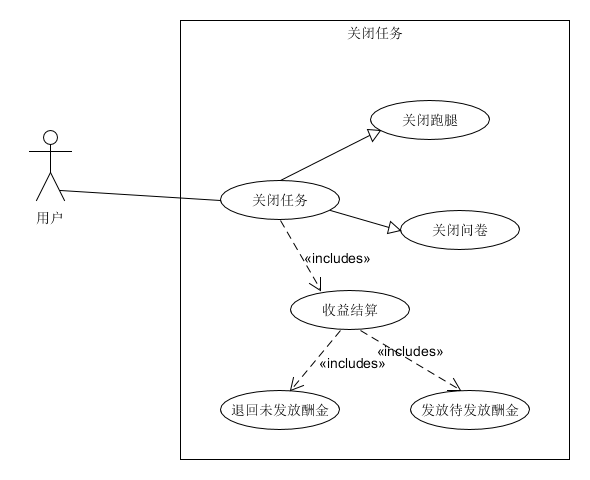 关闭任务
关闭跑腿
用户
关闭任务
关闭问卷
«includes»
收益结算
«includes»
«includes»
退回未发放酬金
发放待发放酬金